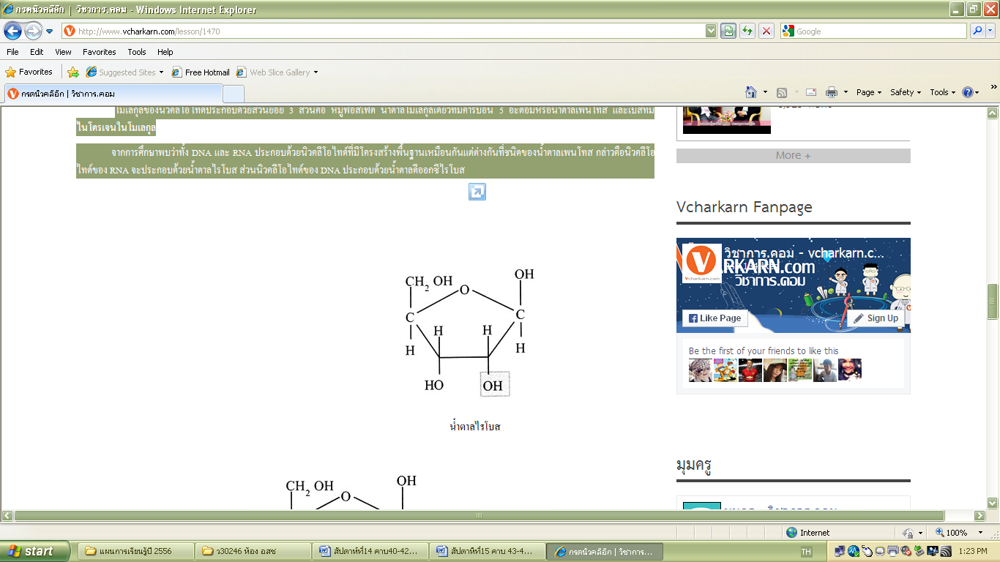 กรดนิวคลีอีก | วิชาการ.คอม - Windows Internet Explorer
http://www.vcharkarn.com/lesson/1470
Google
File Edit View Favorites Tools Help
Favorites Suggested Sites Free Hotmail Web Slice Gallery
กรดนิวคลีอีก | วิชาการ.คอม
Page Safety Tools
โมเลกุลของนิวคลีโอไทด์ประกอบด้วยส่วนย่อย 3 ส่วนคือ หมู่ฟอสเฟต น้ำตาลโมเลกุลเดี่ยวที่มีคาร์บอน 5 อะตอมหรือน้ำตาลเพนโทส และเบสที่มี
ไนโตรเจนในโมเลกุล
จากการศึกษาพบว่าทั้ง DNA และ RNA ประกอบด้วยนิวคลีโอไทด์ที่มีโครงสร้างพื้นฐานเหมือนกันแต่ต่างกันที่ชนิดของน้ำตาลเพนโทส กล่าวคือนิวคลีโอ
ไทด์ของ RNA จะประกอบด้วยน้ำตาลไรโบส ส่วนนิวคลีโอไทด์ของ DNA ประกอบด้วยน้ำตาลดีออกซีไรโบส
CH2 OH O OH
C C
H H
H H
HO OH
น้ำตาลไรโบส
CH2 OH O OH
More +
Vcharkarn Fanpage
วิชาการ.คอม - vcharkarn.c...
V
Vcharkarn.com
ARKARN.com
วิชาการ.คอม
Like Page
Sign Up
Be the first of your friends to like this
มุมครู
Internet
100%
start
แผนการเรียนรู้ปี 2556
ว30246 ห้อง อสช
สัปดาห์ที่14 คาบ40-42...
สัปดาห์ที่15 คาบ 43-4...
กรดนิวคลีอีก | วิชาการ...
TH
1:23 PM